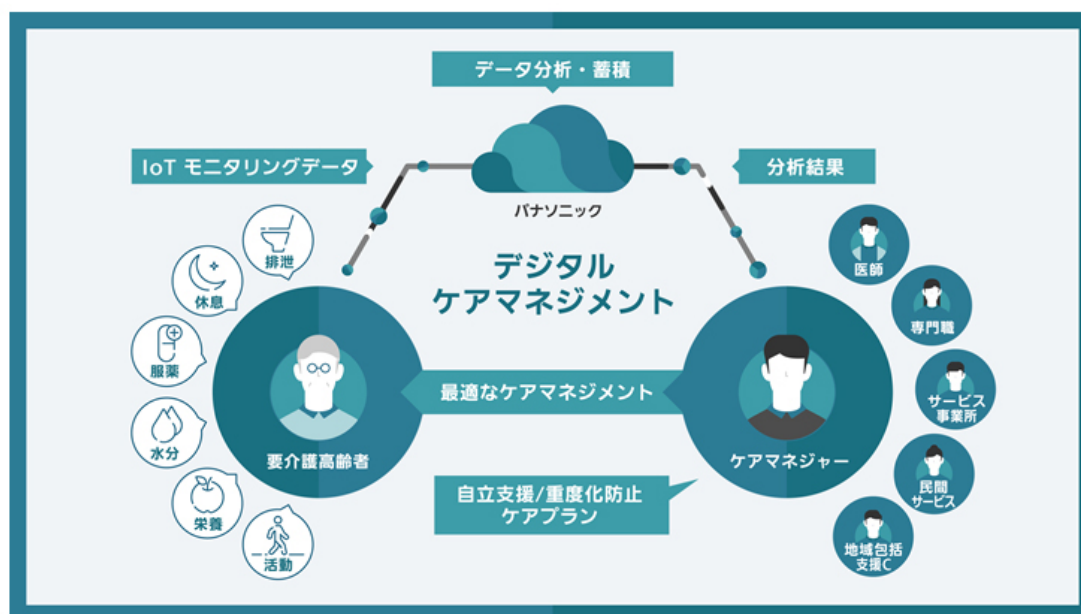 データ分析・蓄積
IoT モニタリングデータ
分析結果
パナソニック
デジタル
ケアマネジメント
排泄
休息
服薬
水分
栄養
活動
要介護高齢者
最適なケアマネジメント
自立支援/重度化防止
ケアプラン
ケアマネジャー
医師
専門職
サービス
事業所
民間
サービス
地域包括
支援C